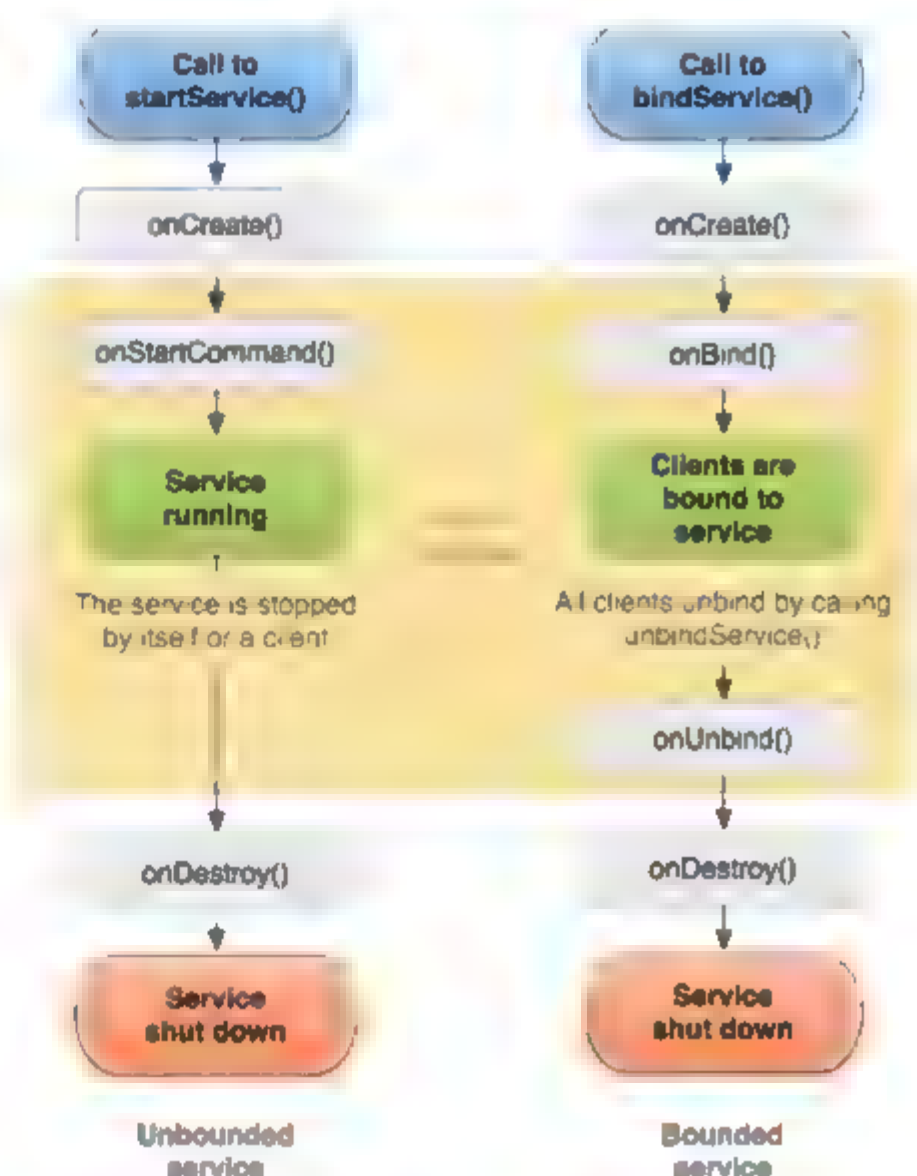 Call to
startService()
onCreate()
onStartCommand()
Service
running
The service is stopped
by itself or a client
onDestroy()
Service
shut down
Unbounded
service
Call to
bindService()
onCreate()
onBind()
Clients are
bound to
service
All clients unbind by calling
unbindService()
onUnbind()
onDestroy()
Service
shut down
Bounded
service